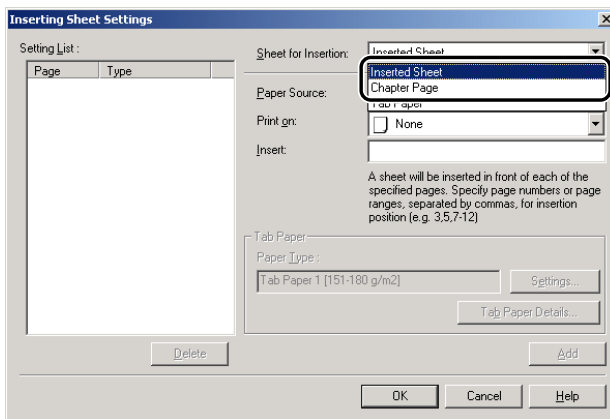 Inserting Sheet Settings
Setting List :
Page Type
Sheet for Insertion: Inserted Sheet
Inserted Sheet
Chapter Page
Tab Paper
Paper Source:
Print on: None
Insert:
A sheet will be inserted in front of each of the
specified pages. Specify page numbers or page
ranges, separated by commas, for insertion
position (e.g. 3,5,7-12)
Tab Paper
Paper Type :
Tab Paper 1 [151-180 g/m2] Settings...
Tab Paper Details...
Delete Add
OK Cancel Help